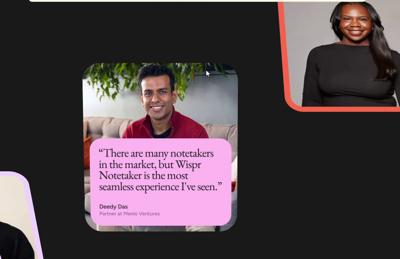 “There are many notetakers
in the market, but Wispr
Notetaker is the most
seamless experience I've seen.”
Deedy Das
Partner at Menlo Ventures